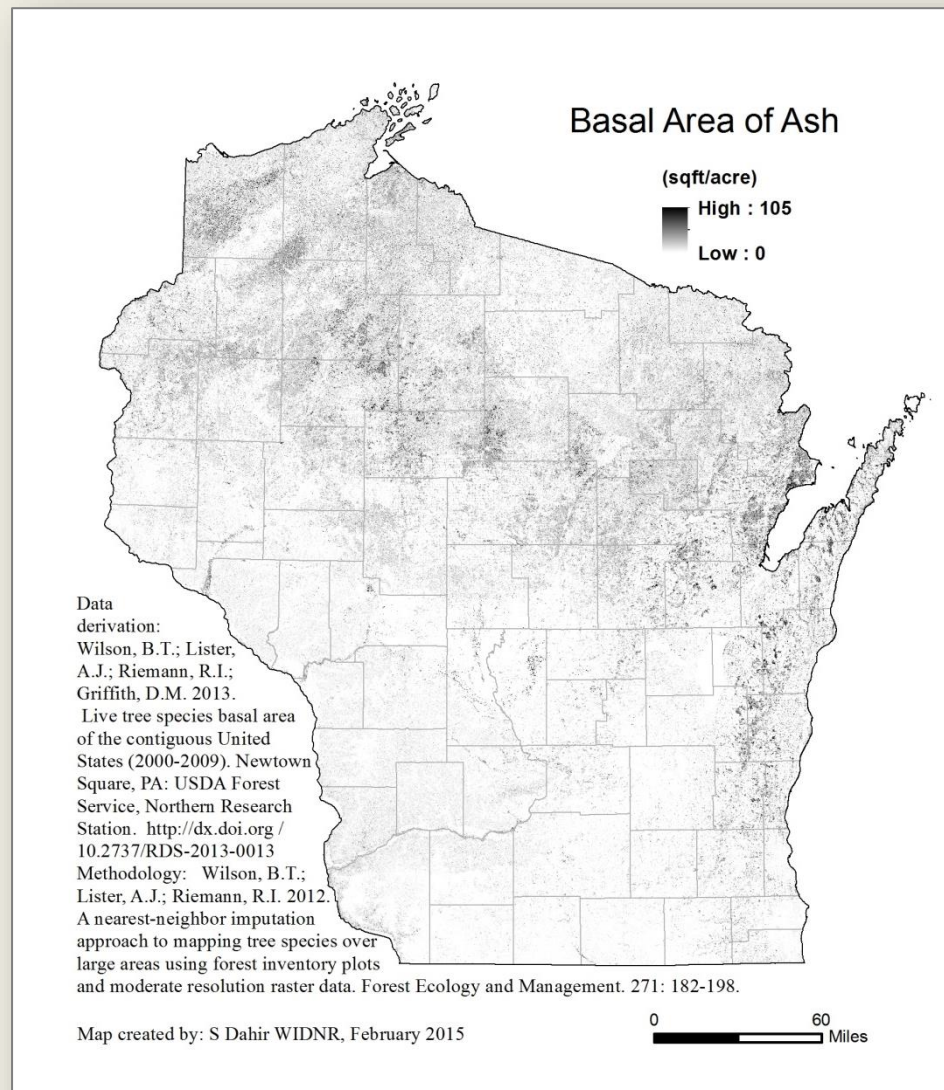 Basal Area of Ash
(sqft/acre)
High : 105
Low : 0
Data
derivation:
Wilson, B.T.; Lister,
A.J.; Riemann, R.I.;
Griffith, D.M. 2013.
Live tree species basal area
of the contiguous United
States (2000-2009). Newtown
Square, PA: USDA Forest
Service, Northern Research
Station. http://dx.doi.org /
10.2737/RDS-2013-0013
Methodology: Wilson, B.T.;
Lister, A.J.; Riemann, R.I. 2012.
A nearest-neighbor imputation
approach to mapping tree species over
large areas using forest inventory plots
and moderate resolution raster data. Forest Ecology and Management. 271: 182-198.
Map created by: S Dahir WIDNR, February 2015
0 60
Miles